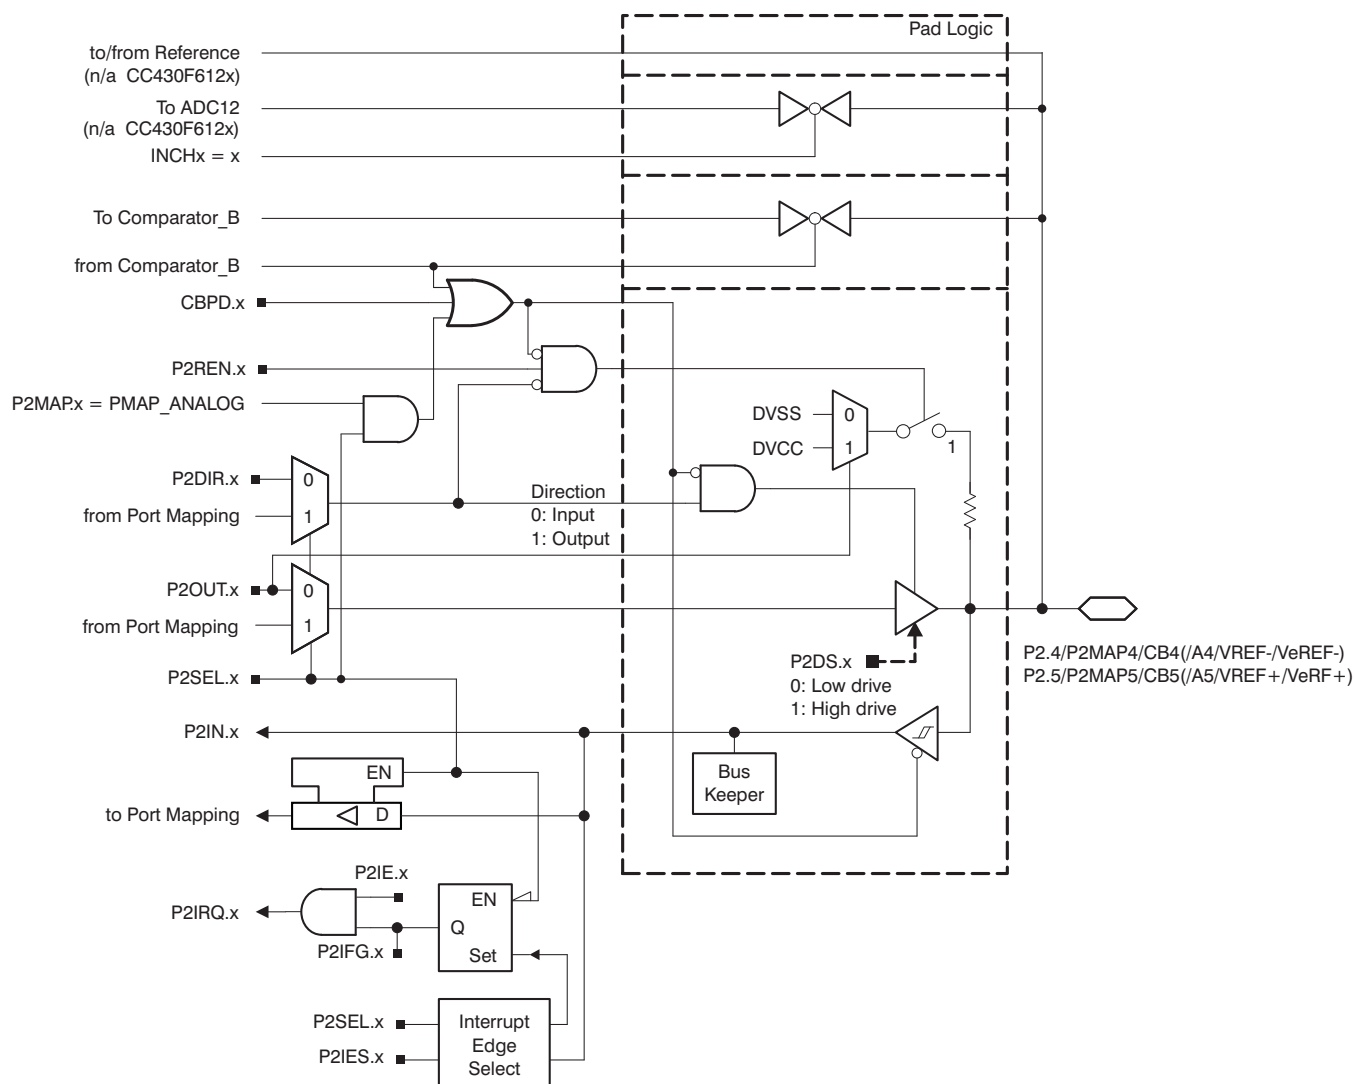 Pad Logic
to/from Reference
(n/a CC430F612x)
To ADC12
(n/a CC430F612x)
INCHx = x
To Comparator_B
from Comparator_B
CBPD.x
P2REN.x
P2MAP.x = PMAP_ANALOG
DVSS
0
DVCC
1
1
P2DIR.x
0
from Port Mapping
1
Direction
0: Input
1: Output
P2OUT.x
0
from Port Mapping
1
P2SEL.x
P2DS.x
0: Low drive
1: High drive
P2.4/P2MAP4/CB4(/A4/VREF-/VeREF-)
P2.5/P2MAP5/CB5(/A5/VREF+/VeRF+)
P2IN.x
EN
Bus
Keeper
to Port Mapping
D
P2IE.x
EN
P2IRQ.x
Q
P2IFG.x
Set
P2SEL.x
P2IES.x
Interrupt
Edge
Select